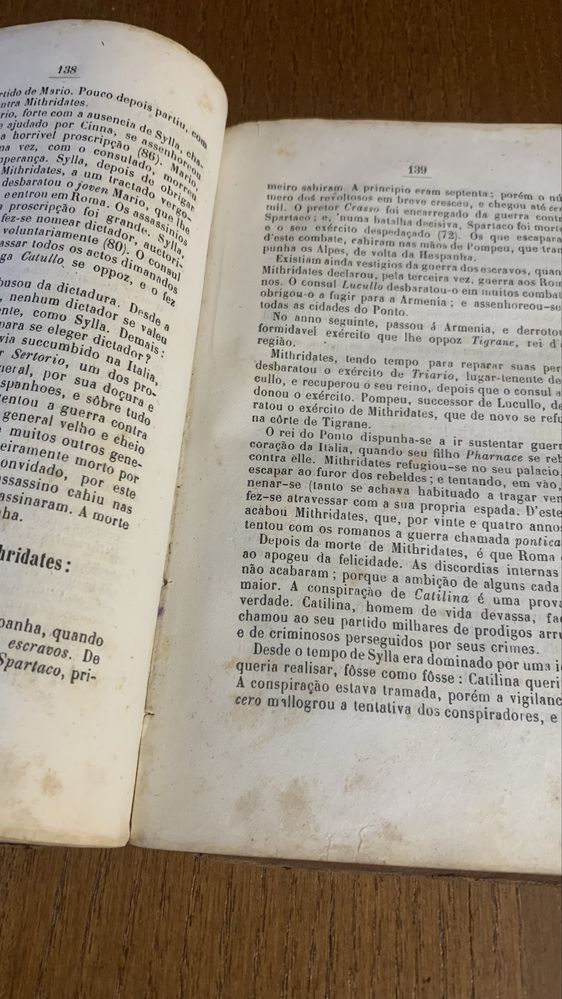 138
rtido de Mario. Pouco depois partiu, com
ntra Mithridates.
rio, forte com a ausencia de Sylla, cha-
e ajudado por Cinna, se assenhoreou
a horrivel proscripção (86). Mario,
ma vez, com o consulado, morreu,
perança. Sylla, depois de obrigar
Mithridates, a um tractado vergo-
desbaratou o joven Mario, que lhe
e entrou em Roma. Os assassinios
a proscripção foi grande. Sylla,
fez-se nomear dictador, auctori-
voluntariamente (80). O consul
assar todos os actos dimanados
ga Catullo se oppoz, e o fez
busou da dictadura. Desde a
, nenhum dictador se valeu
ente, como Sylla. Demais:
para se eleger dictador?
via succumbido na Italia,
r Sertorio, um dos pro-
eneral, por sua doçura e
spanhoes, e sôbre tudo
tentou a guerra contra
general velho e cheio
e muitos outros gene-
eiramente morto por
onvidado, por este
assassino cahiu nas
assinaram. A morte
nha.
hridates:
panha, quando
escravos. De
Spartaco, pri-
139
meiro sahiram. A principio eram septenta; porém o nú-
mero dos revoltosos em breve cresceu, e chegou até cem
mil. O pretor Crasso foi encarregado da guerra contr
Spartaco; e, 'numa batalha decisiva, Spartaco foi morto
e o seu exército despedaçado (72). Os que escapara
d'este combate, cahiram nas mãos de Pompeu, que tran
punha os Alpes, de volta da Hespanha.
Existiam ainda vestigios da guerra dos escravos, quan
Mithridates declarou, pela terceira vez, guerra aos Rom
nos. O consul Lucullo desbaratou-o em muitos combat
obrigou-o a fugir para a Armenia; e assenhoreou-se
todas as cidades do Ponto.
No anno seguinte, passou á Armenia, e derrotou
formidavel exército que lhe oppoz Tigrane, rei d'
região.
Mithridates, tendo tempo para reparar suas per
desbaratou o exército de Triario, lugar-tenente de
cullo, e recuperou o seu reino, depois que o consul a
donou o exército. Pompeu, successor de Lucullo, de
ratou o exército de Mithridates, que de novo se refu
na côrte de Tigrane.
O rei do Ponto dispunha-se a ir sustentar guerr
coração da Italia, quando seu filho Pharnace se reb
contra elle. Mithridates refugiou-se no seu palacio,
escapar ao furor dos rebeldes; e tentando, em vão,
nenar-se (tanto se achava habituado a tragar ven
fez-se atravessar com a sua propria espada. D'este
acabou Mithridates, que, por vinte e quatro annos
tentou com os romanos a guerra chamada pontica
Depois da morte de Mithridates, é que Roma
ao apogeu da felicidade. As discordias internas
não acabaram; porque a ambição de alguns cada
maior. A conspiração de Catilina é uma prova
verdade. Catilina, homem de vida devassa, fac
chamou ao seu partido milhares de prodigos arru
e de criminosos perseguidos por seus crimes.
Desde o tempo de Sylla era dominado por uma id
queria realisar, fôsse como fôsse: Catilina queri
A conspiração estava tramada, porém a vigilanc
cero mallogrou a tentativa dos conspiradores, e